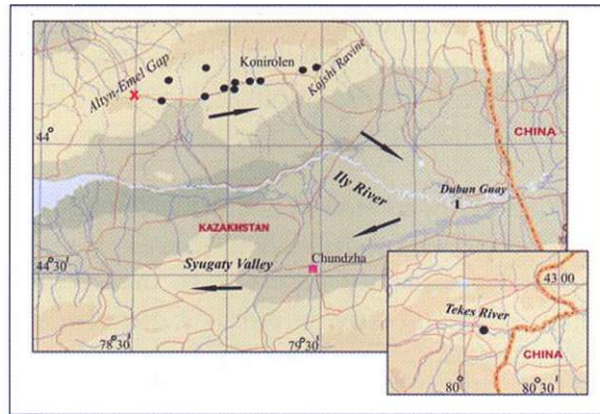 Altyn-Emel Gap
Konirolen
Kojshi Ravine
44°
CHINA
Ily River
Dubun Guay
1
KAZAKHSTAN
Syugaty Valley
Chundzha
44°30'
78°30'
79°30'
43 00
Tekes River
CHINA
80°
80°30'